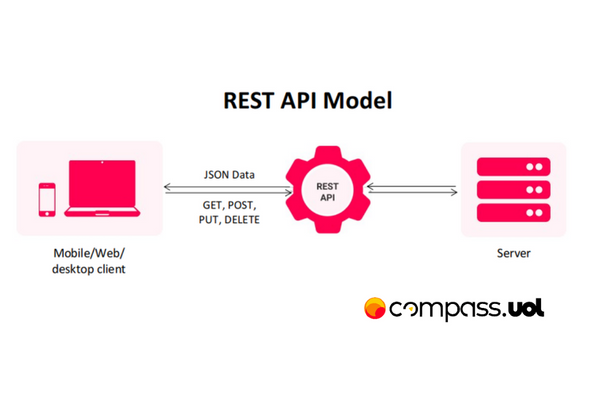 REST API Model
JSON Data
GET, POST,
PUT, DELETE
REST
API
Mobile/Web/
desktop client
Server
compass.uol